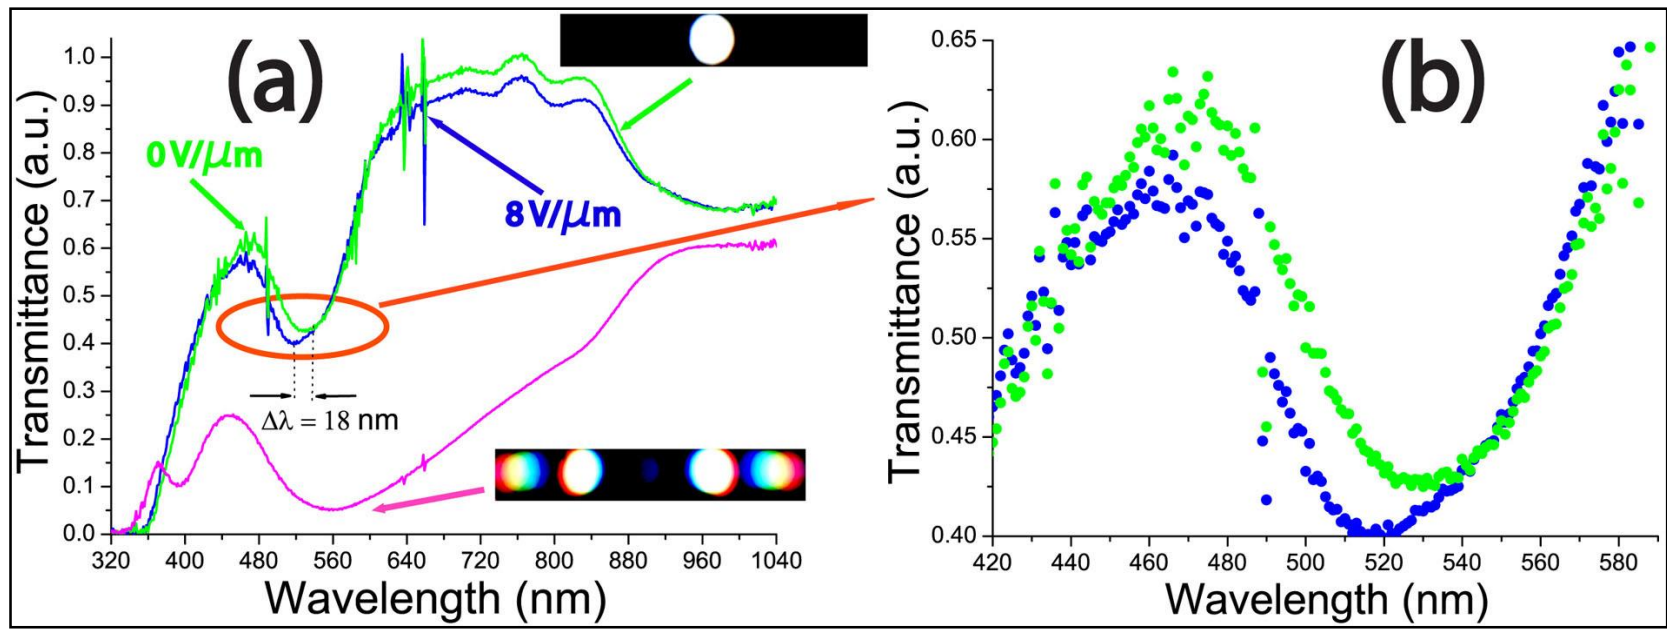 (a)
Transmittance (a.u.)
1.0
0.9
0.8
0.7
0.6
0.5
0.4
0.3
0.2
0.1
0.0
0V/μm
8V/μm
Δλ = 18 nm
320 400 480 560 640 720 800 880 960 1040
Wavelength (nm)
(b)
Transmittance (a.u.)
0.65
0.60
0.55
0.50
0.45
0.40
420 440 460 480 500 520 540 560 580
Wavelength (nm)